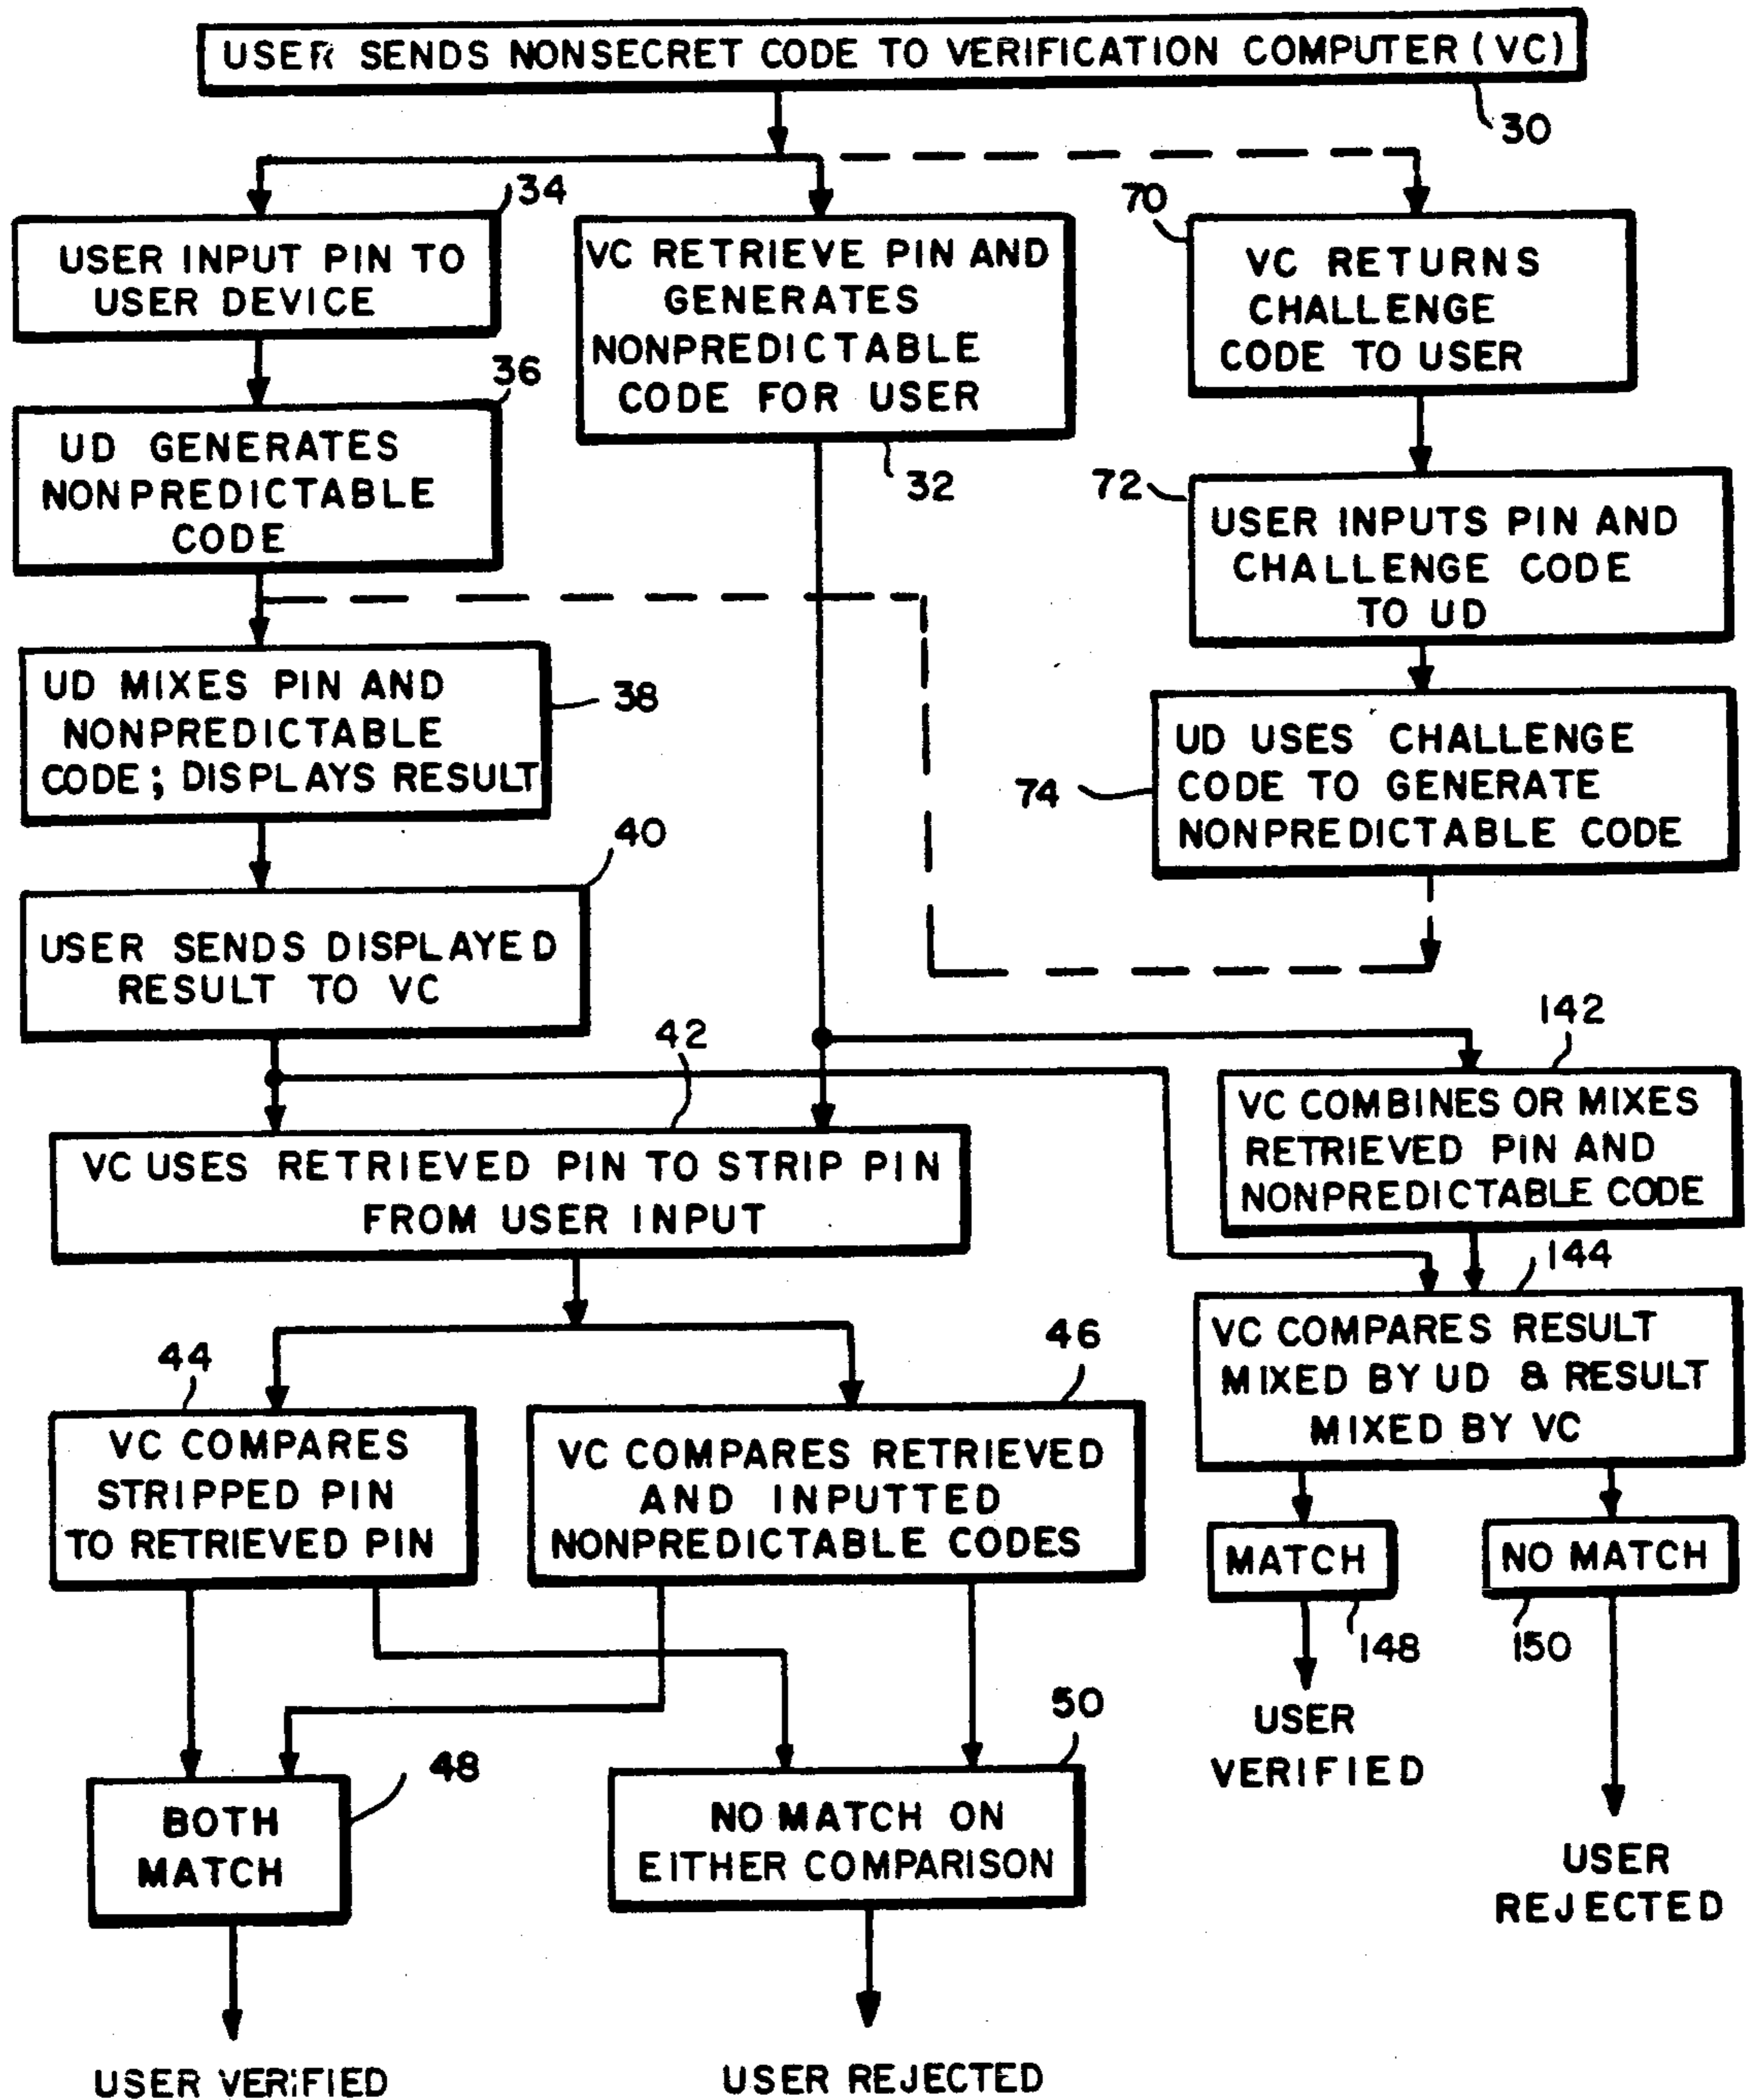 USER SENDS NONSECRET CODE TO VERIFICATION COMPUTER (VC)
30
34
USER INPUT PIN TO
USER DEVICE
VC RETRIEVE PIN AND
GENERATES
NONPREDICTABLE
CODE FOR USER
32
70
VC RETURNS
CHALLENGE
CODE TO USER
36
UD GENERATES
NONPREDICTABLE
CODE
72
USER INPUTS PIN AND
CHALLENGE CODE
TO UD
UD MIXES PIN AND
NONPREDICTABLE
CODE; DISPLAYS RESULT
38
74
UD USES CHALLENGE
CODE TO GENERATE
NONPREDICTABLE CODE
40
USER SENDS DISPLAYED
RESULT TO VC
42
VC USES RETRIEVED PIN TO STRIP PIN
FROM USER INPUT
142
VC COMBINES OR MIXES
RETRIEVED PIN AND
NONPREDICTABLE CODE
144
VC COMPARES RESULT
MIXED BY UD & RESULT
MIXED BY VC
44
VC COMPARES
STRIPPED PIN
TO RETRIEVED PIN
46
VC COMPARES RETRIEVED
AND INPUTTED
NONPREDICTABLE CODES
MATCH
148
USER
VERIFIED
NO MATCH
150
USER
REJECTED
BOTH
MATCH
48
USER VERIFIED
50
NO MATCH ON
EITHER COMPARISON
USER REJECTED